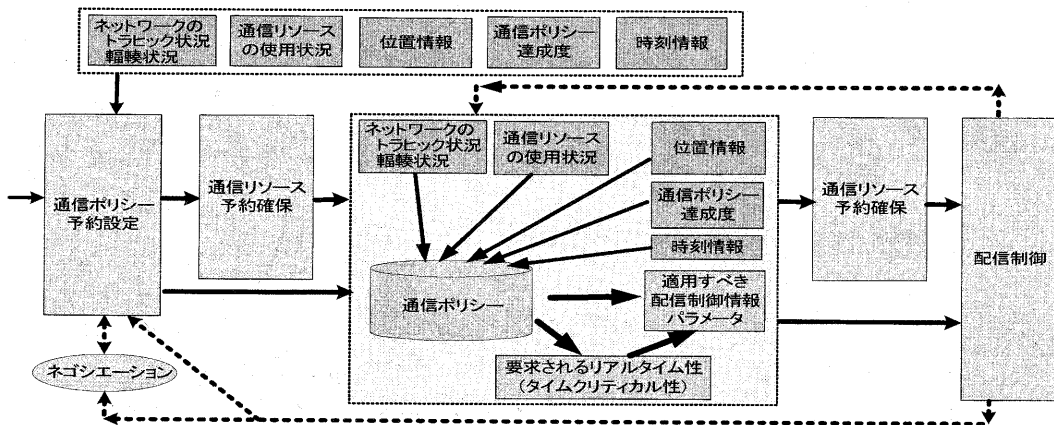 ネットワークの
トラヒック状況
輻輳状況
通信リソース
の使用状況
位置情報
通信ポリシー
達成度
時刻情報
通信ポリシー
予約設定
通信リソース
予約確保
ネットワークの
トラヒック状況
輻輳状況
通信リソース
の使用状況
位置情報
通信ポリシー
達成度
時刻情報
通信ポリシー
適用すべき
配信制御情報
パラメータ
要求されるリアルタイム性
(タイムクリティカル性)
通信リソース
予約確保
配信制御
ネゴシエーション